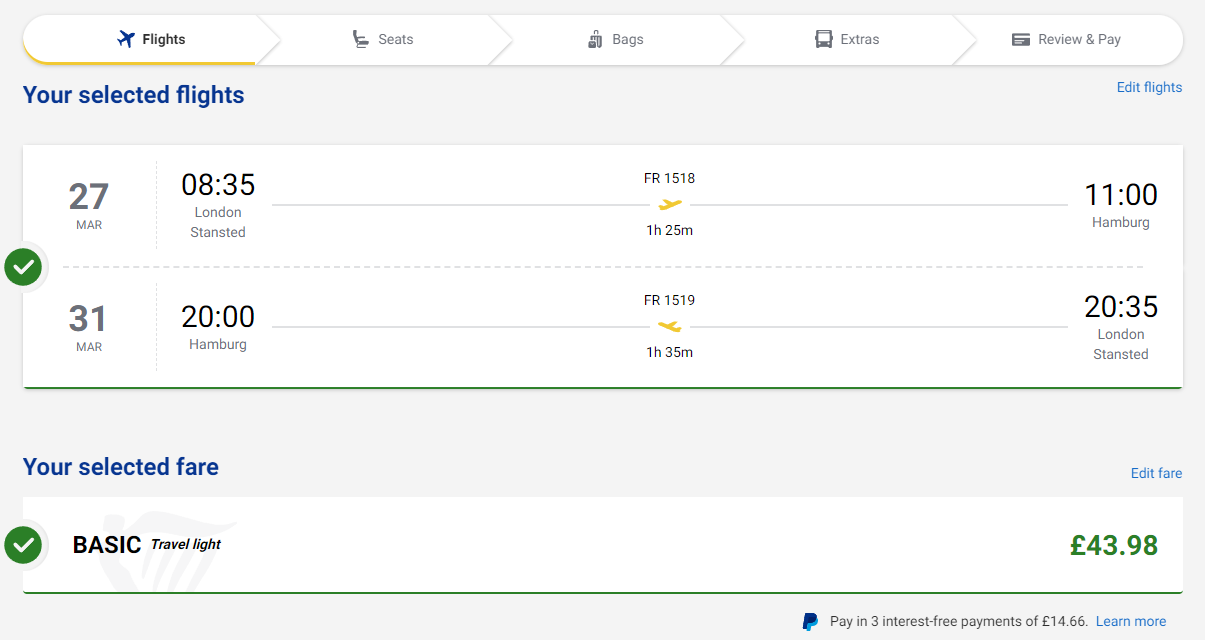 Flights
Seats
Bags
Extras
Review & Pay
Your selected flights
Edit flights
27
MAR
08:35
London
Stansted
FR 1518
1h 25m
11:00
Hamburg
31
MAR
20:00
Hamburg
FR 1519
1h 35m
20:35
London
Stansted
Your selected fare
Edit fare
BASIC Travel light
£43.98
Pay in 3 interest-free payments of £14.66. Learn more